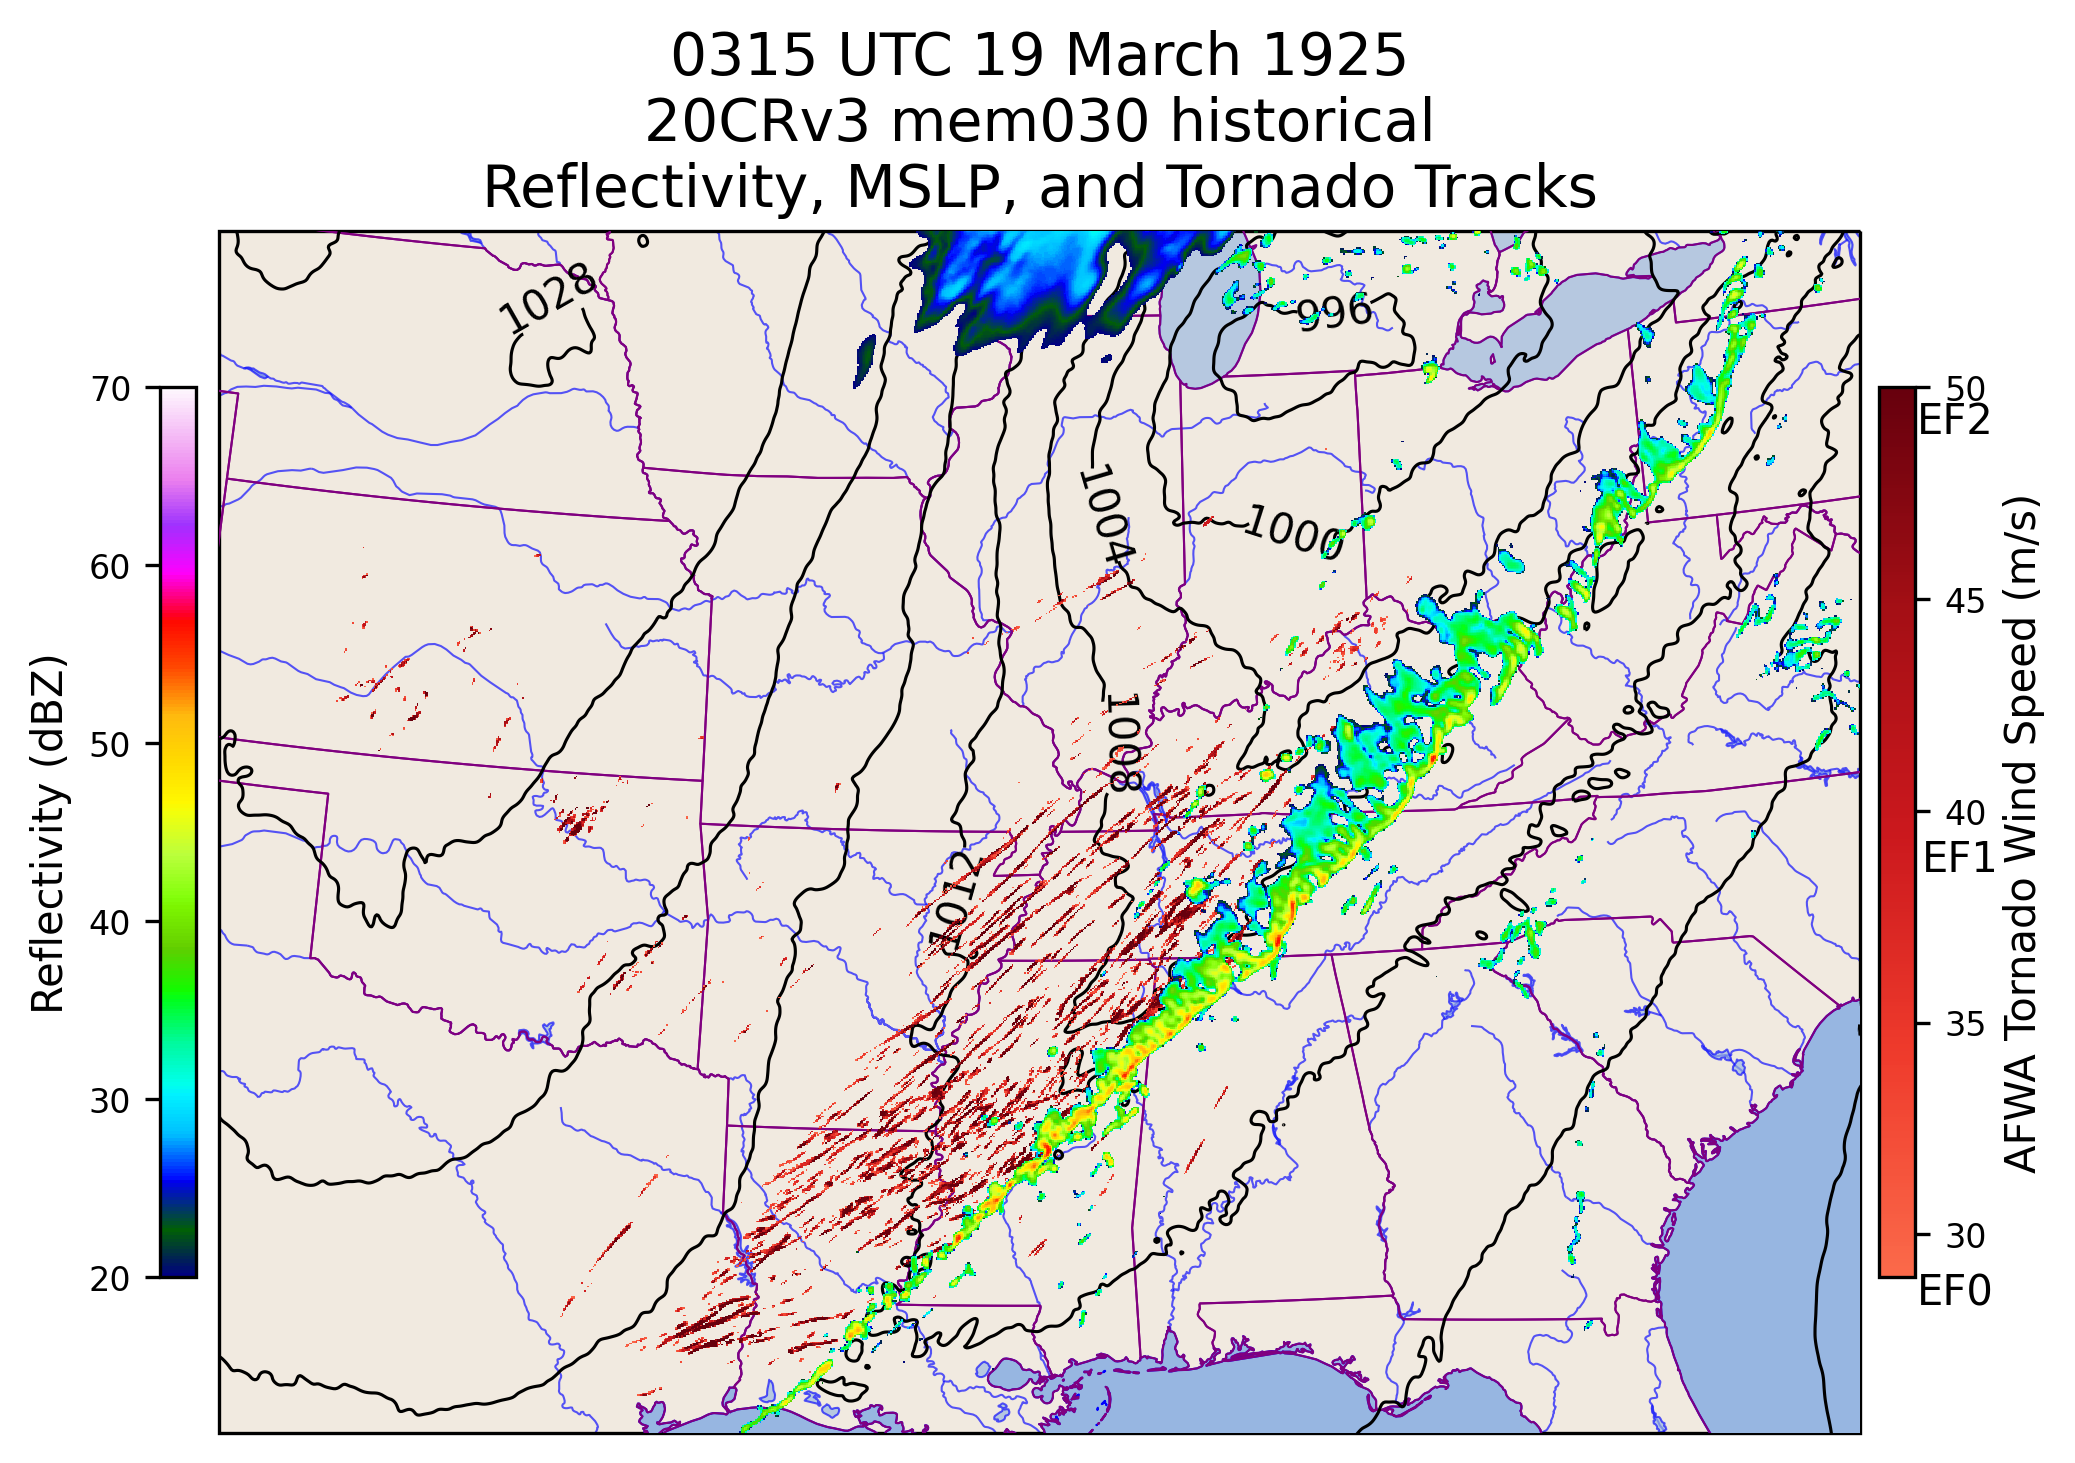 0315 UTC 19 March 1925
20CRv3 mem030 historical
Reflectivity, MSLP, and Tornado Tracks
1028
996
1004
1000
1008
1012
70
60
50
40
30
20
Reflectivity (dBZ)
50
EF2
45
40
EF1
35
30
EF0
AFWA Tornado Wind Speed (m/s)